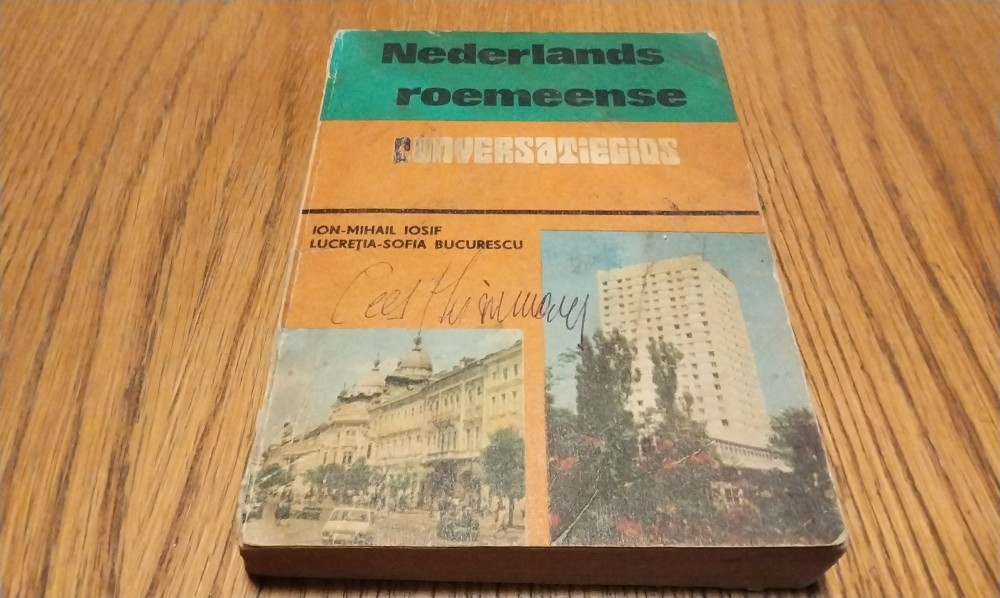 Nederlands
roemeense
CONVERSATIEGIDS
ION-MIHAIL IOSIF
LUCREȚIA-SOFIA BUCURESCU